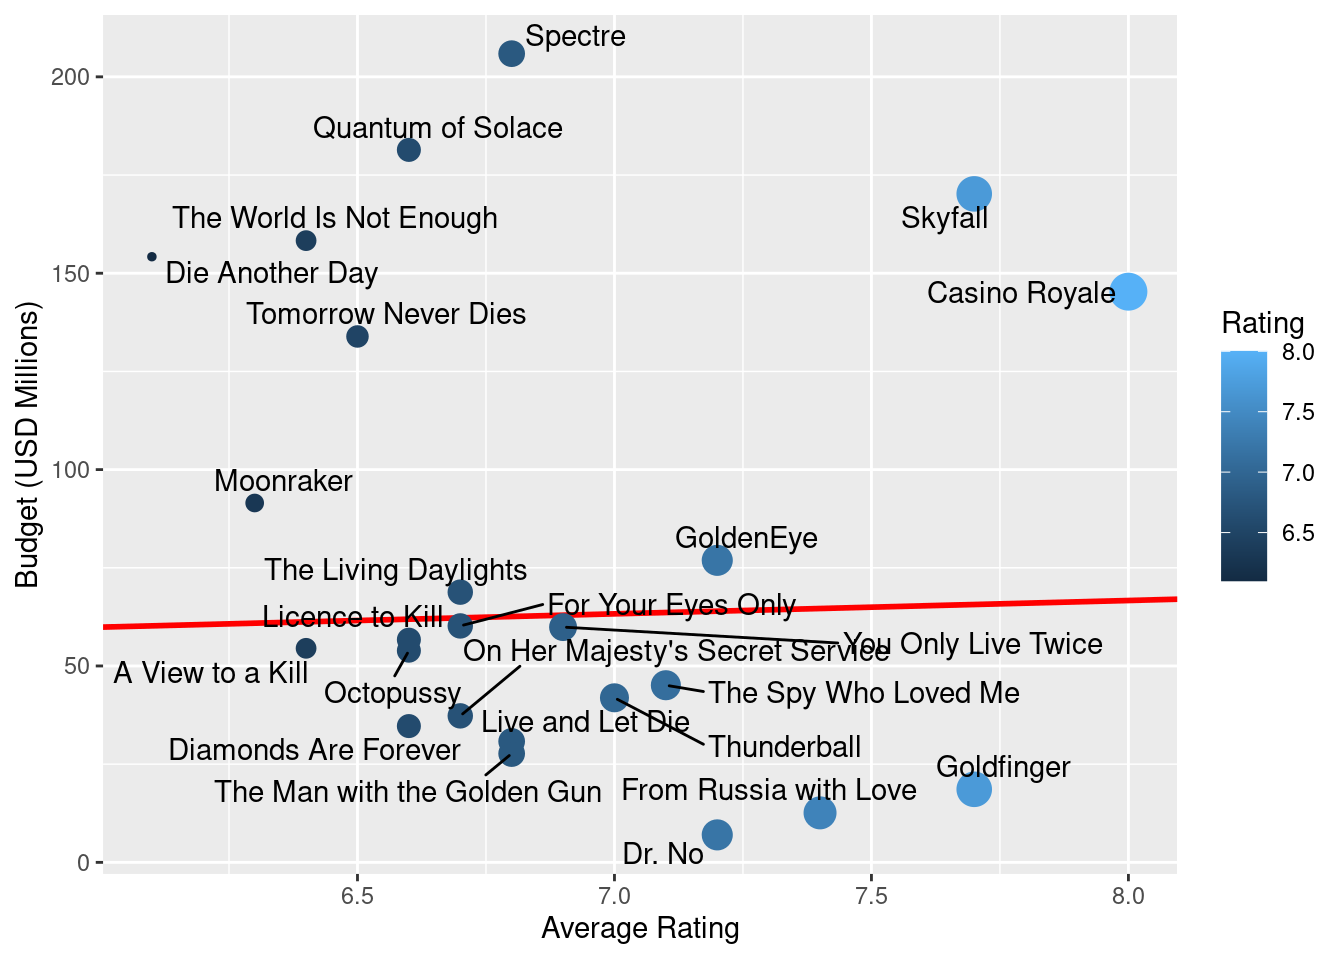 Spectre
200
Quantum of Solace
The World Is Not Enough
Skyfall
Die Another Day
150
Casino Royale
Tomorrow Never Dies
Rating
8.0
7.5
7.0
6.5
Budget (USD Millions)
Moonraker
100
GoldenEye
The Living Daylights
For Your Eyes Only
Licence to Kill
You Only Live Twice
On Her Majesty's Secret Service
50
A View to a Kill
Octopussy
The Spy Who Loved Me
Live and Let Die
Thunderball
Diamonds Are Forever
Goldfinger
The Man with the Golden Gun
From Russia with Love
Dr. No
0
6.5
7.0
7.5
8.0
Average Rating